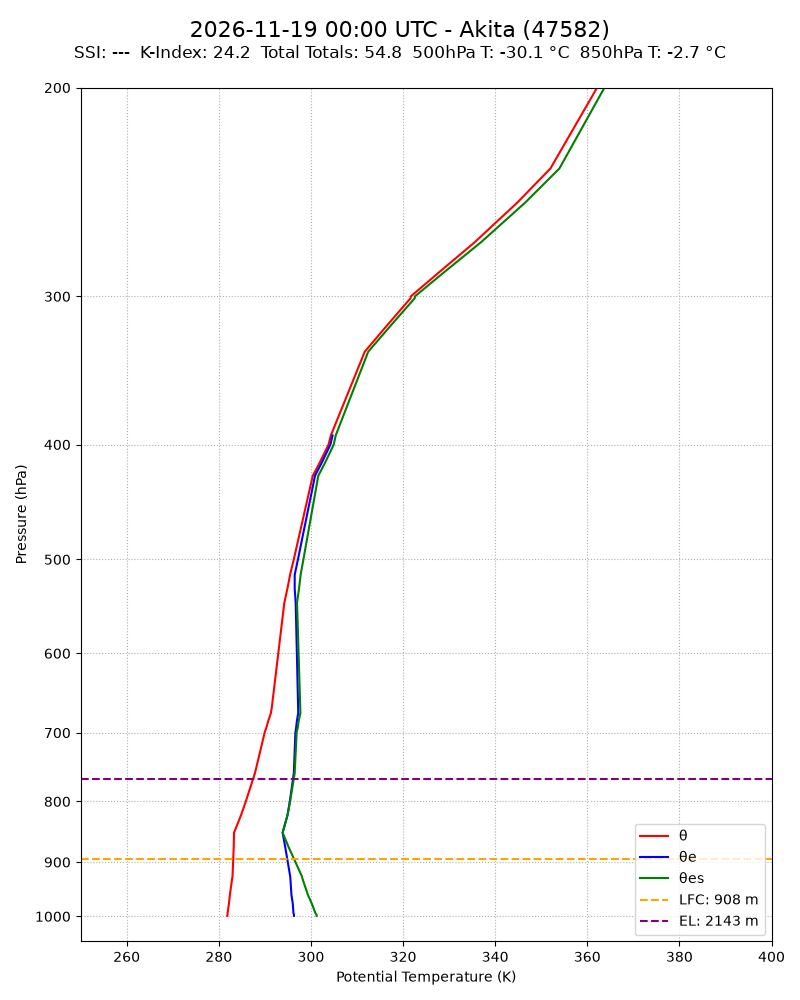 2026-11-19 00:00 UTC - Akita (47582)
SSI: --- K-Index: 24.2 Total Totals: 54.8 500hPa T: -30.1 °C 850hPa T: -2.7 °C
200
300
400
500
600
700
800
900
1000
Pressure (hPa)
θ
θe
θes
LFC: 908 m
EL: 2143 m
260 280 300 320 340 360 380 400
Potential Temperature (K)